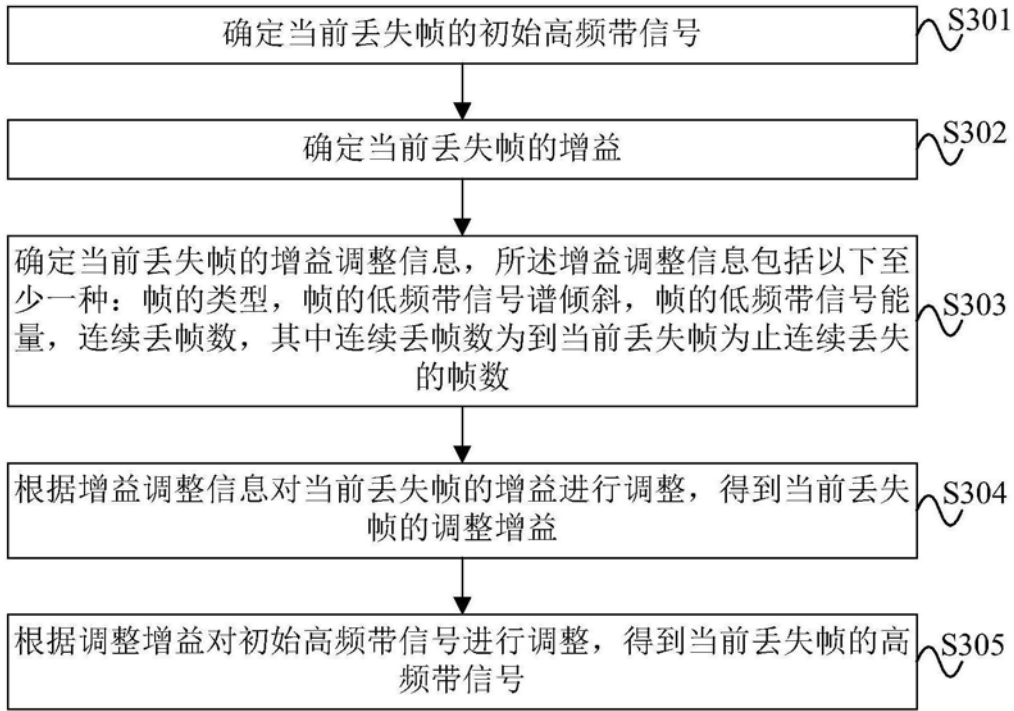 确定当前丢失帧的初始高频带信号
S301
确定当前丢失帧的增益
S302
确定当前丢失帧的增益调整信息，所述增益调整信息包括以下至
少一种：帧的类型，帧的低频带信号谱倾斜，帧的低频带信号能
量，连续丢帧数，其中连续丢帧数为到当前丢失帧为止连续丢失
的帧数
S303
根据增益调整信息对当前丢失帧的增益进行调整，得到当前丢失
帧的调整增益
S304
根据调整增益对初始高频带信号进行调整，得到当前丢失帧的高
频带信号
S305